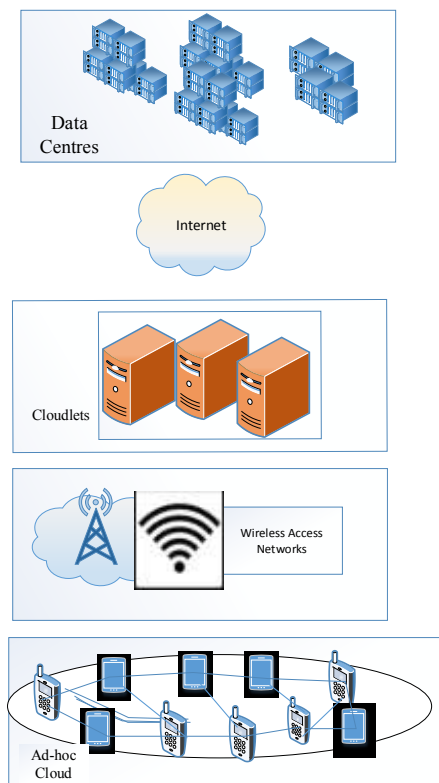 Data
Centres
Internet
Cloudlets
Wireless Access
Networks
Ad-hoc
Cloud